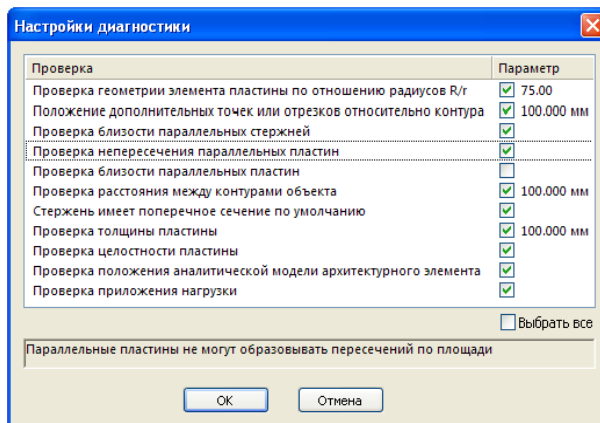 Настройки диагностики
Проверка Параметр
Проверка геометрии элемента пластины по отношению радиусов R/r 75.00
Положение дополнительных точек или отрезков относительно контура 100.000 мм
Проверка близости параллельных стержней
Проверка непересечения параллельных пластин
Проверка близости параллельных пластин
Проверка расстояния между контурами объекта 100.000 мм
Стержень имеет поперечное сечение по умолчанию
Проверка толщины пластины 100.000 мм
Проверка целостности пластины
Проверка положения аналитической модели архитектурного элемента
Проверка приложения нагрузки
Выбрать все
Параллельные пластины не могут образовывать пересечений по площади
OK Отмена